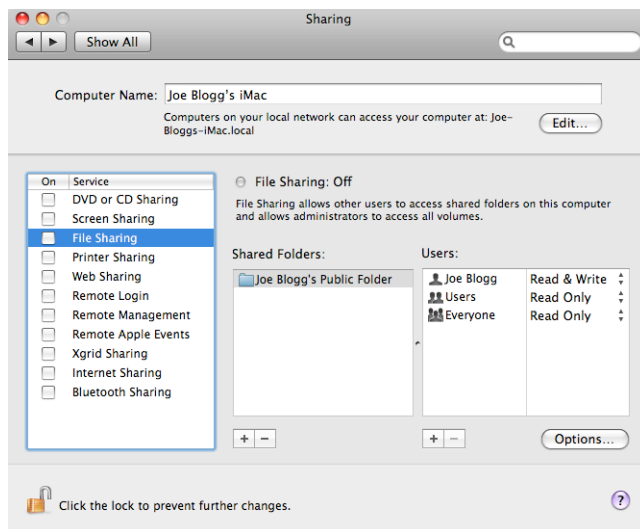 Sharing
Show All
Computer Name: Joe Blogg's iMac
Computers on your local network can access your computer at: Joe-
Bloggs-iMac.local
Edit...
On Service
DVD or CD Sharing
Screen Sharing
File Sharing
Printer Sharing
Web Sharing
Remote Login
Remote Management
Remote Apple Events
Xgrid Sharing
Internet Sharing
Bluetooth Sharing
File Sharing: Off
File Sharing allows other users to access shared folders on this computer
and allows administrators to access all volumes.
Shared Folders:
Joe Blogg's Public Folder
Users:
Joe Blogg Read & Write
Users Read Only
Everyone Read Only
+ −
+ −
Options...
Click the lock to prevent further changes.
?